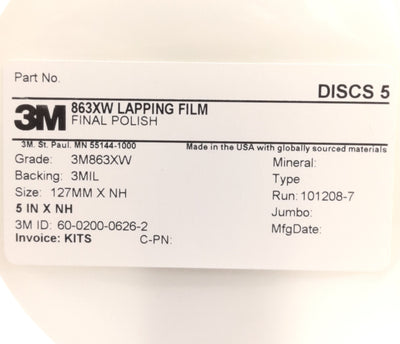 Part No.
DISCS 5
3M 863XW LAPPING FILM
FINAL POLISH
3M. St. Paul. MN 55144-1000 Made in the USA with globally sourced materials
Grade: 3M863XW Mineral:
Backing: 3MIL Type
Size: 127MM X NH Run: 101208-7
5 IN X NH Jumbo:
3M ID: 60-0200-0626-2 MfgDate:
Invoice: KITS C-PN: